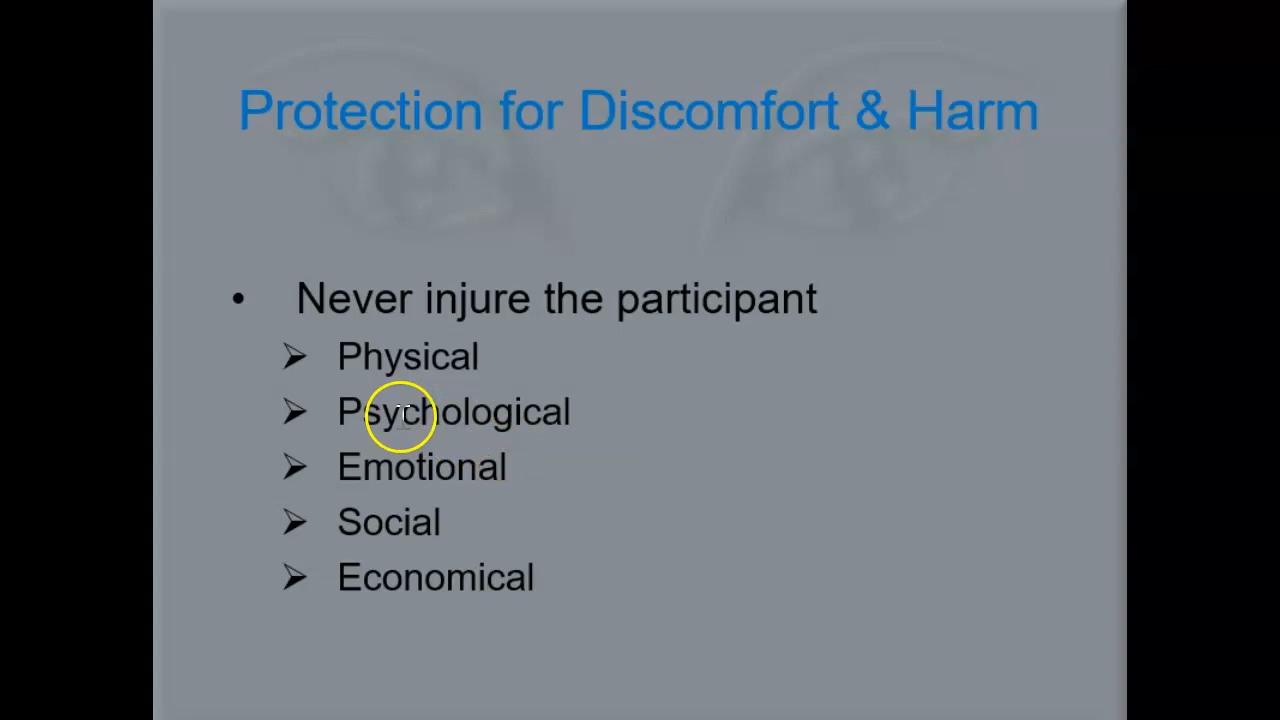 Protection for Discomfort & Harm
• Never injure the participant
➢ Physical
➢ Psychological
➢ Emotional
➢ Social
➢ Economical